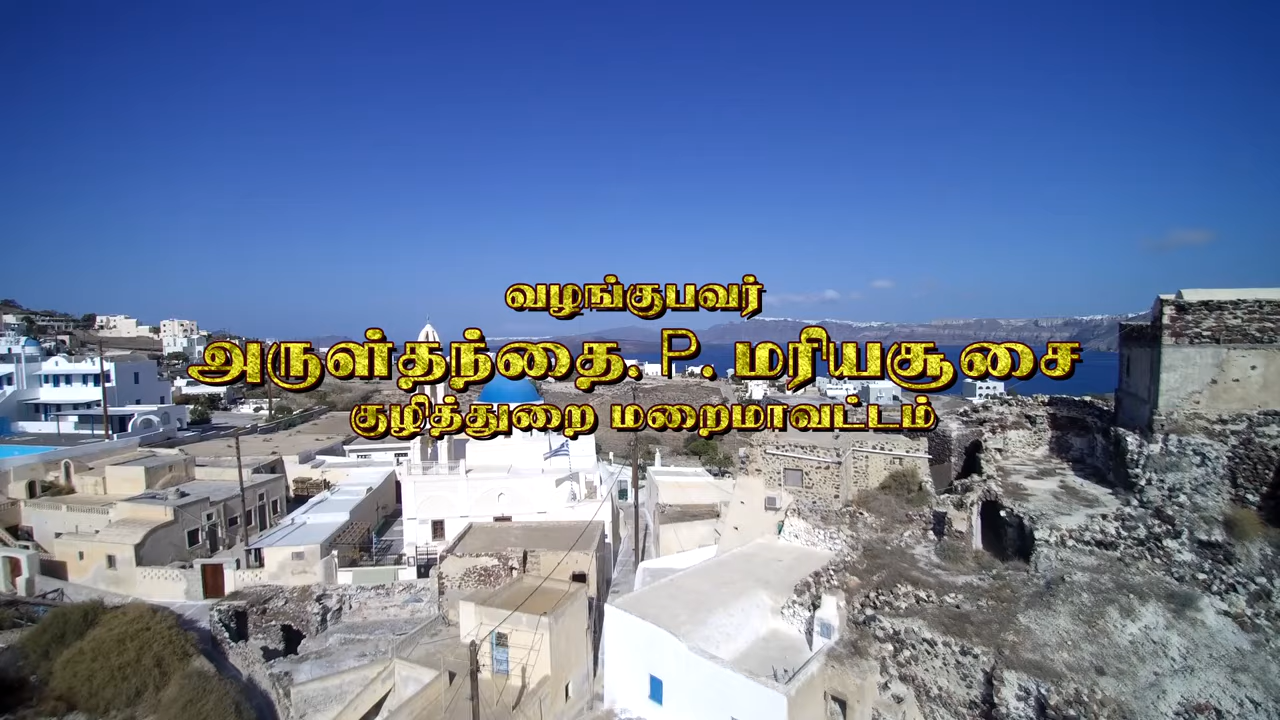 வழங்குபவர்
அருள்தந்தை. P. மரியசூசை
குழித்துறை மறைமாவட்டம்